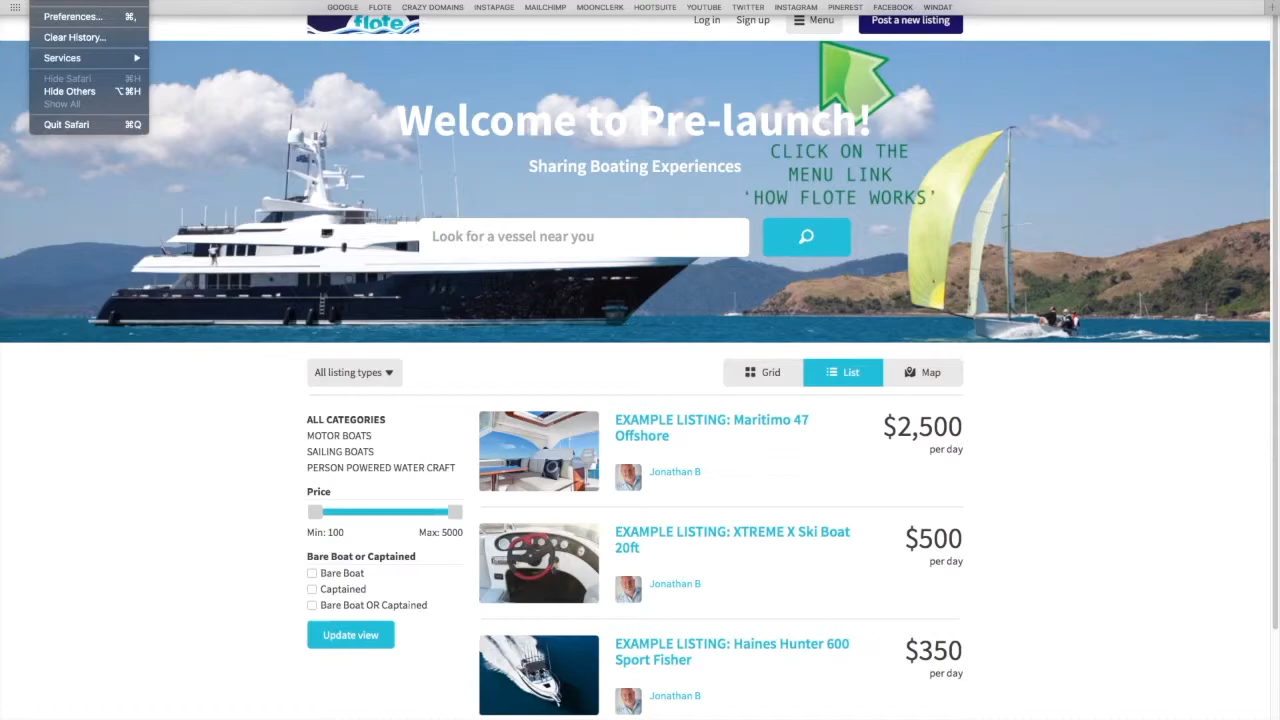 GOOGLE FLOTE CRAZY DOMAINS INSTAPAGE MAILCHIMP MOONCLERK HOOTSUITE YOUTUBE TWITTER INSTAGRAM PINEREST FACEBOOK WINDAT
Preferences... ⌘,
Clear History...
Services
Hide Safari ⌘H
Hide Others ⌥⌘H
Show All
Quit Safari ⌘Q
flote
Log in Sign up Menu Post a new listing
Welcome to Pre-launch!
Sharing Boating Experiences
CLICK ON THE
MENU LINK
'HOW FLOTE WORKS'
Look for a vessel near you
All listing types
Grid List Map
ALL CATEGORIES
MOTOR BOATS
SAILING BOATS
PERSON POWERED WATER CRAFT
Price
Min: 100 Max: 5000
Bare Boat or Captained
Bare Boat
Captained
Bare Boat OR Captained
Update view
EXAMPLE LISTING: Maritimo 47
Offshore
Jonathan B
$2,500
per day
EXAMPLE LISTING: XTREME X Ski Boat
20ft
Jonathan B
$500
per day
EXAMPLE LISTING: Haines Hunter 600
Sport Fisher
Jonathan B
$350
per day